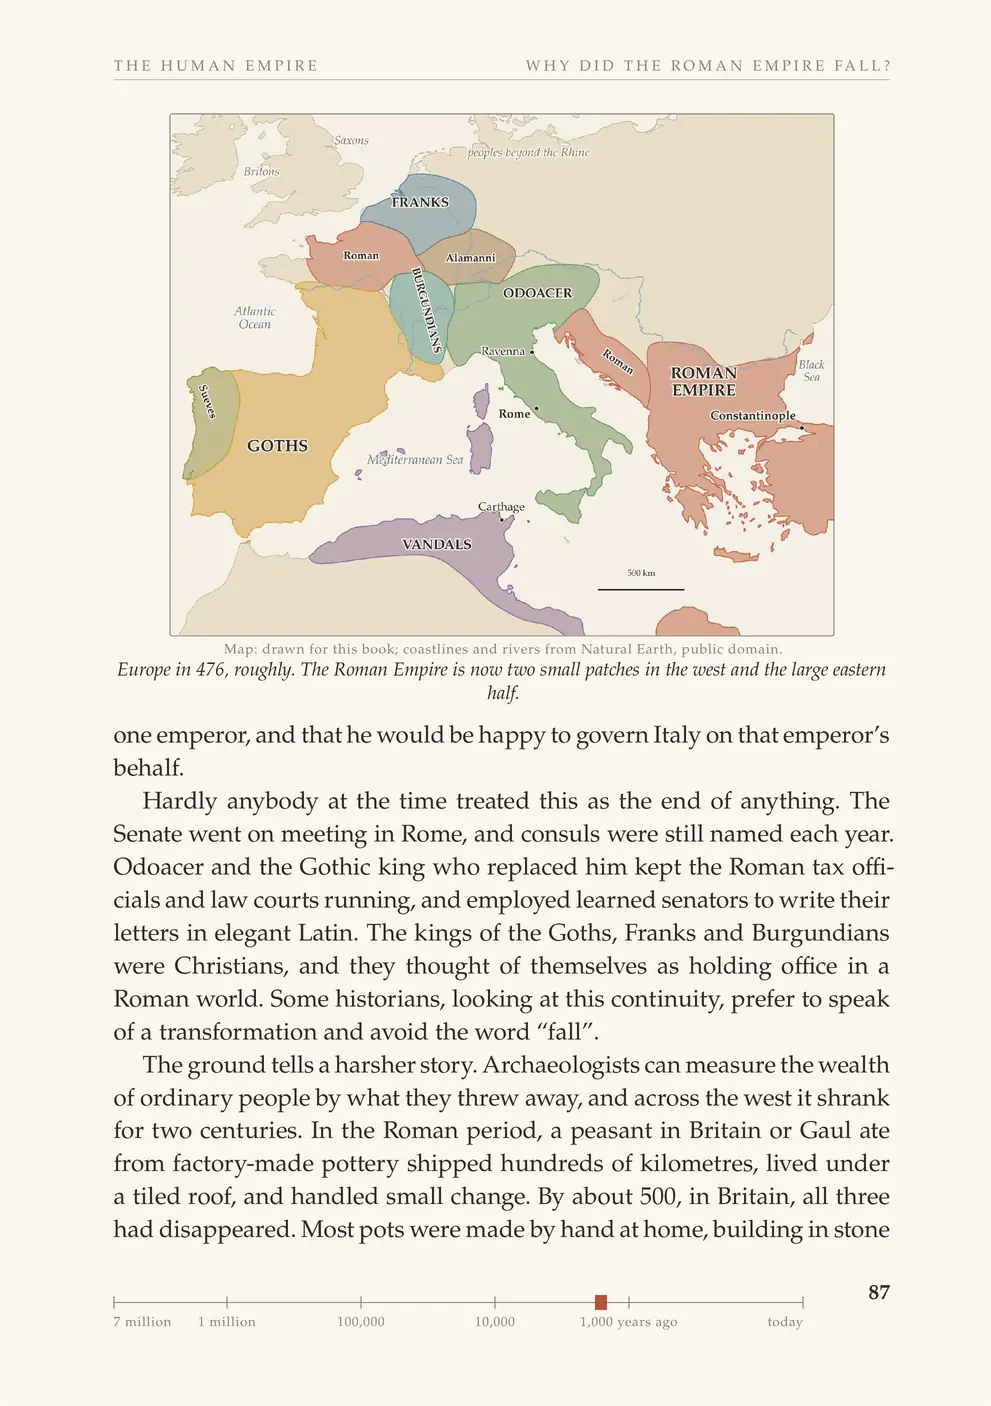 THE HUMAN EMPIRE
WHY DID THE ROMAN EMPIRE FALL?
Saxons
peoples beyond the Rhine
Britons
FRANKS
Roman
Alamanni
BURGUNDIANS
ODOACER
Atlantic
Ocean
Ravenna
Roman
ROMAN
EMPIRE
Black
Sea
Sueves
Rome
Constantinople
GOTHS
Mediterranean Sea
Carthage
VANDALS
500 km
Map: drawn for this book; coastlines and rivers from Natural Earth, public domain.
Europe in 476, roughly. The Roman Empire is now two small patches in the west and the large eastern
half.
one emperor, and that he would be happy to govern Italy on that emperor’s
behalf.
Hardly anybody at the time treated this as the end of anything. The
Senate went on meeting in Rome, and consuls were still named each year.
Odoacer and the Gothic king who replaced him kept the Roman tax offi-
cials and law courts running, and employed learned senators to write their
letters in elegant Latin. The kings of the Goths, Franks and Burgundians
were Christians, and they thought of themselves as holding office in a
Roman world. Some historians, looking at this continuity, prefer to speak
of a transformation and avoid the word “fall”.
The ground tells a harsher story. Archaeologists can measure the wealth
of ordinary people by what they threw away, and across the west it shrank
for two centuries. In the Roman period, a peasant in Britain or Gaul ate
from factory-made pottery shipped hundreds of kilometres, lived under
a tiled roof, and handled small change. By about 500, in Britain, all three
had disappeared. Most pots were made by hand at home, building in stone
87
7 million
1 million
100,000
10,000
1,000 years ago
today